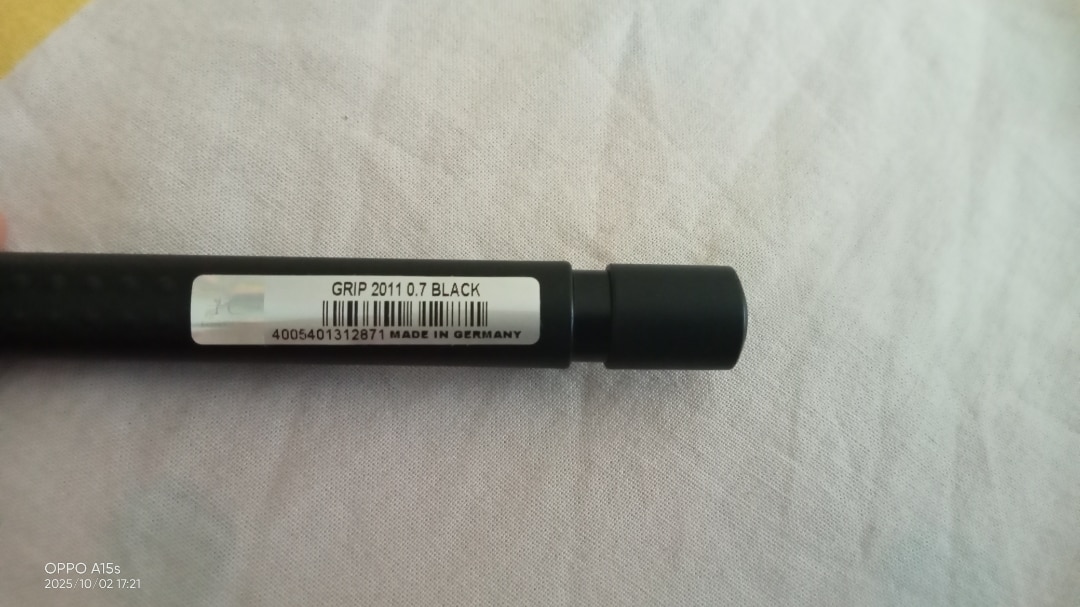 GRIP 2011 0.7 BLACK
4005401312871 MADE IN GERMANY
OPPO A15s
2025/10/02 17:21